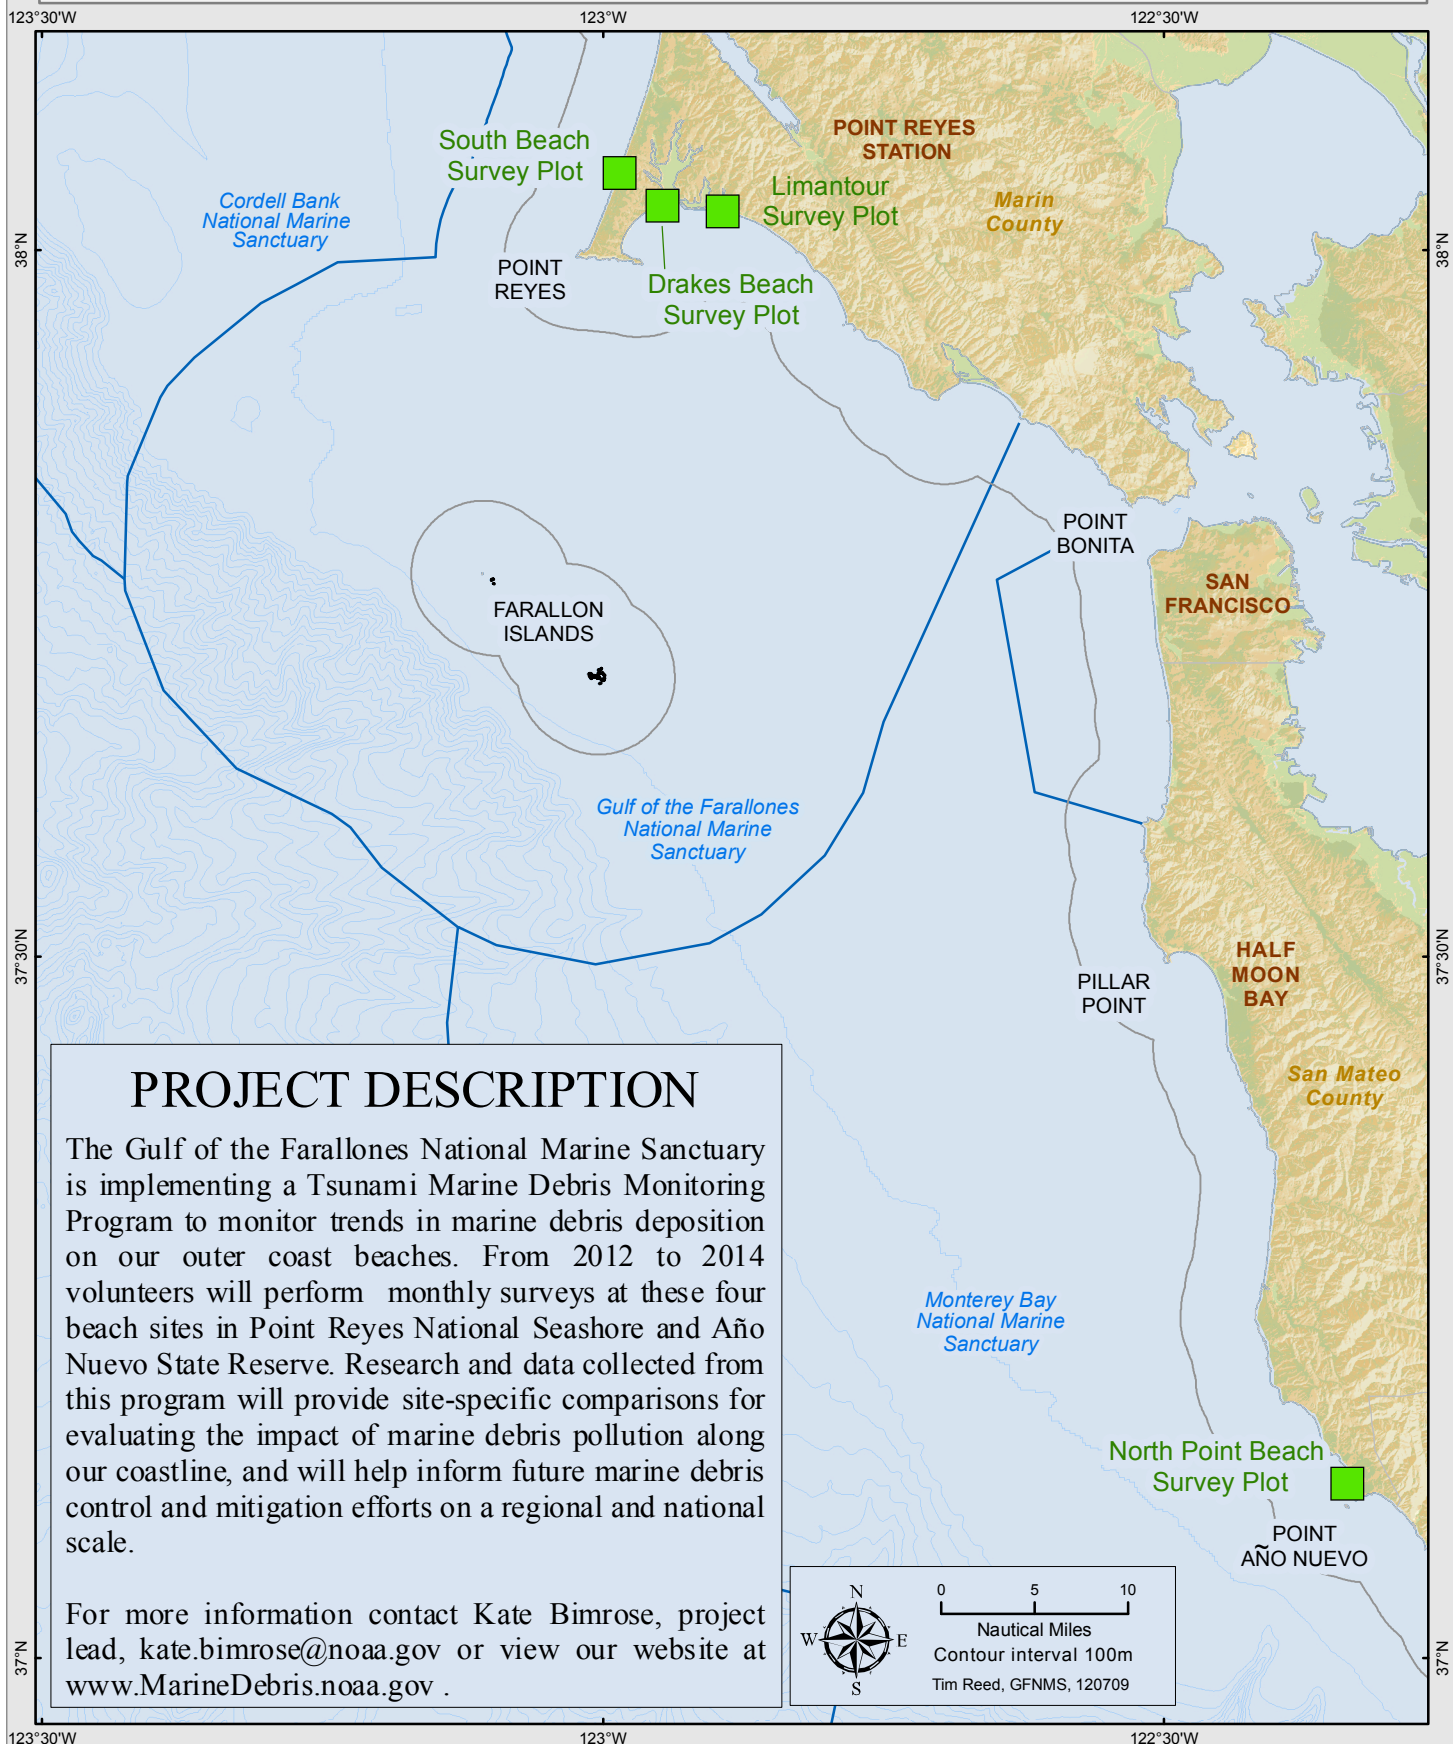 123°30'W 123°W 122°30'W
South Beach
Survey Plot
POINT REYES
STATION
Limantour
Survey Plot
Marin
County
Cordell Bank
National Marine
Sanctuary
38°N
38°N
POINT
REYES
Drakes Beach
Survey Plot
POINT
BONITA
SAN
FRANCISCO
FARALLON
ISLANDS
Gulf of the Farallones
National Marine
Sanctuary
37°30'N
37°30'N
HALF
MOON
BAY
PILLAR
POINT
San Mateo
County
PROJECT DESCRIPTION
The Gulf of the Farallones National Marine Sanctuary
is implementing a Tsunami Marine Debris Monitoring
Program to monitor trends in marine debris deposition
on our outer coast beaches. From 2012 to 2014
volunteers will perform monthly surveys at these four
beach sites in Point Reyes National Seashore and Año
Nuevo State Reserve. Research and data collected from
this program will provide site-specific comparisons for
evaluating the impact of marine debris pollution along
our coastline, and will help inform future marine debris
control and mitigation efforts on a regional and national
scale.
For more information contact Kate Bimrose, project
lead, kate.bimrose@noaa.gov or view our website at
www.MarineDebris.noaa.gov .
Monterey Bay
National Marine
Sanctuary
North Point Beach
Survey Plot
POINT
AÑO NUEVO
N
W E
S
0 5 10
Nautical Miles
Contour interval 100m
Tim Reed, GFNMS, 120709
37°N
37°N
123°30'W 123°W 122°30'W